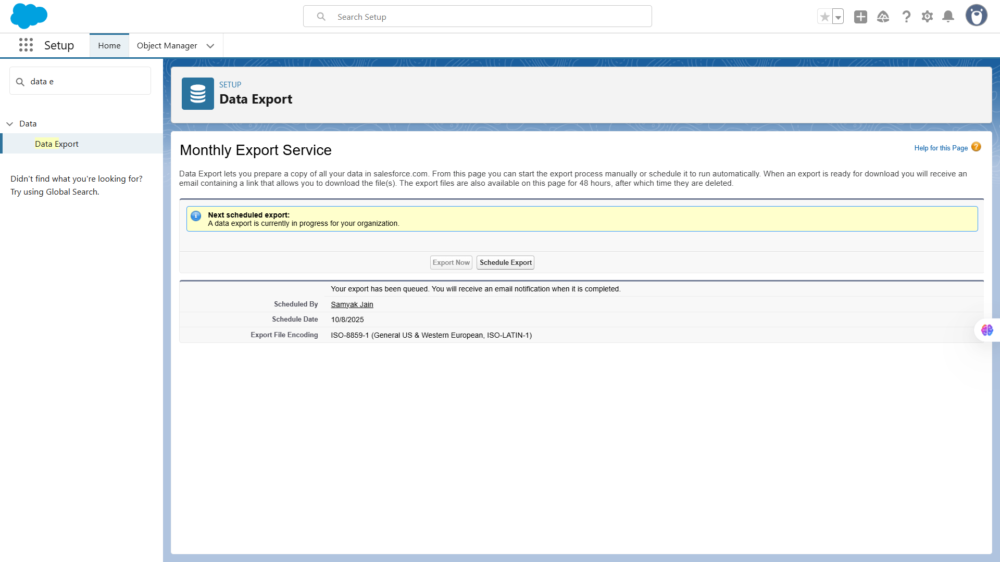 Search Setup
Setup
Home
Object Manager
data e
Data
Data Export
Didn't find what you're looking for?
Try using Global Search.
SETUP
Data Export
Monthly Export Service
Help for this Page
Data Export lets you prepare a copy of all your data in salesforce.com. From this page you can start the export process manually or schedule it to run automatically. When an export is ready for download you will receive an
email containing a link that allows you to download the file(s). The export files are also available on this page for 48 hours, after which time they are deleted.
Next scheduled export:
A data export is currently in progress for your organization.
Export Now Schedule Export
Your export has been queued. You will receive an email notification when it is completed.
Scheduled By Samyak Jain
Schedule Date 10/8/2025
Export File Encoding ISO-8859-1 (General US & Western European, ISO-LATIN-1)